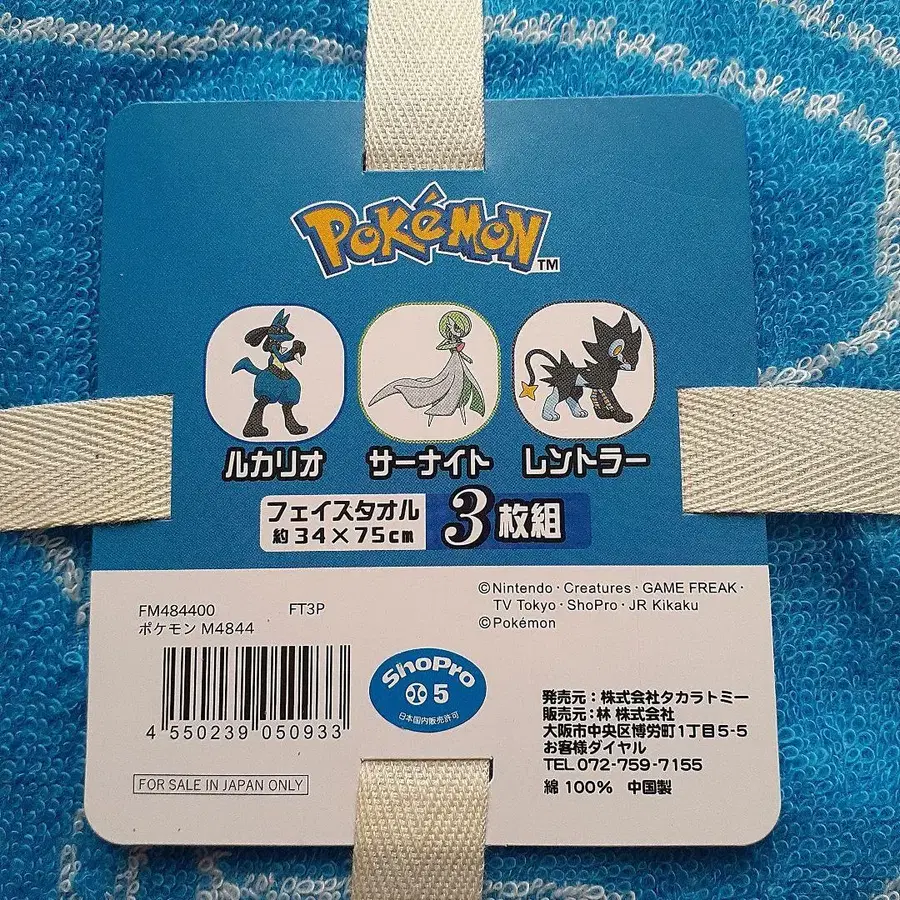 POKéMON TM
ルカリオ サーナイト レントラー
フェイスタオル
約34×75cm
3枚組
FM484400 FT3P
ポケモン M4844
4 550239 050933
FOR SALE IN JAPAN ONLY
ShoPro
5
日本国内販売許可
©Nintendo・Creatures・GAME FREAK・
TV Tokyo・ShoPro・JR Kikaku
©Pokémon
発売元：株式会社タカラトミー
販売元：林 株式会社
大阪市中央区博労町1丁目5-5
お客様ダイヤル
TEL072-759-7155
綿 100% 中国製